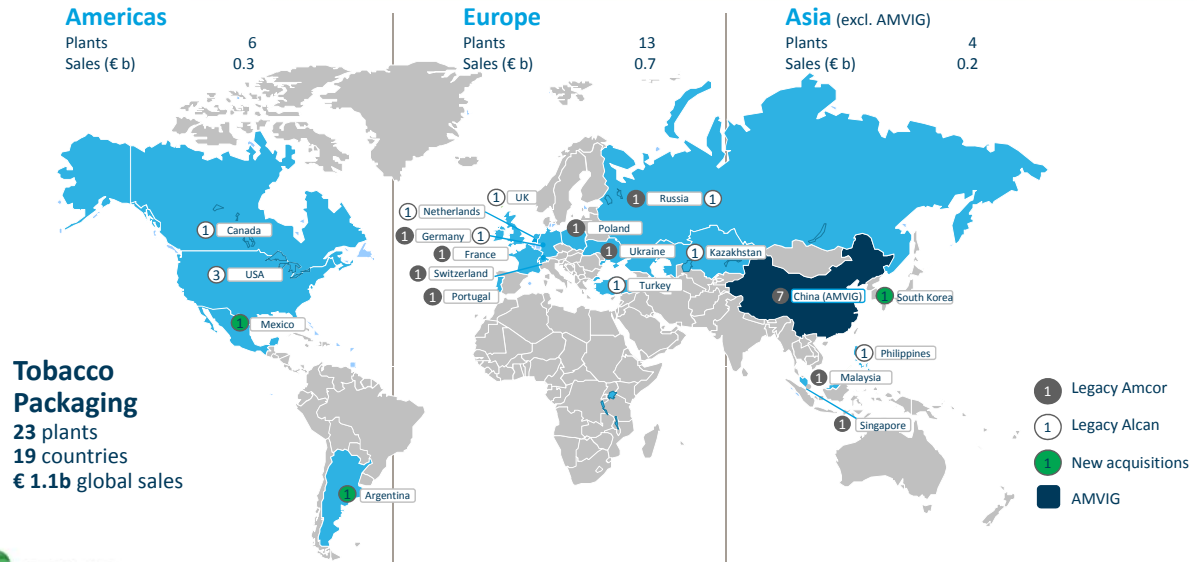 Americas
Plants 6
Sales (€ b) 0.3
Europe
Plants 13
Sales (€ b) 0.7
Asia (excl. AMVIG)
Plants 4
Sales (€ b) 0.2
1 Canada
3 USA
1 Mexico
1 Argentina
1 UK
1 Netherlands
1 Germany 1
1 France
1 Switzerland
1 Portugal
1 Poland
1 Russia 1
1 Ukraine
1 Kazakhstan
1 Turkey
7 China (AMVIG)
1 South Korea
1 Philippines
1 Malaysia
1 Singapore
Tobacco
Packaging
23 plants
19 countries
€ 1.1b global sales
1 Legacy Amcor
1 Legacy Alcan
1 New acquisitions
AMVIG